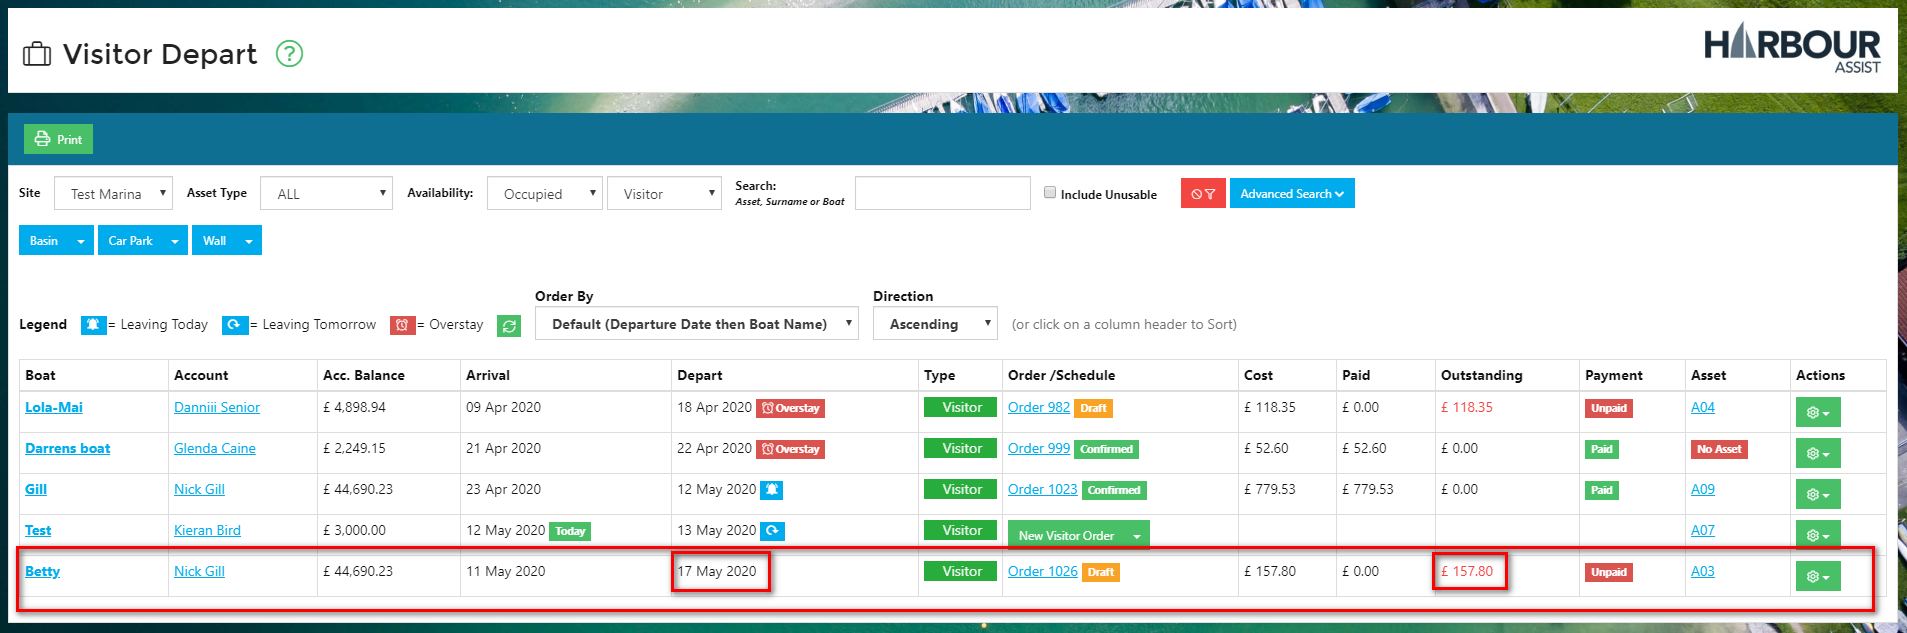 Visitor Depart ?
HARBOUR
ASSIST
Print
Site Test Marina Asset Type ALL Availability: Occupied Visitor Search: Include Unusable Advanced Search
Asset, Surname or Boat
Basin Car Park Wall
Order By Direction
Legend = Leaving Today = Leaving Tomorrow = Overstay Default (Departure Date then Boat Name) Ascending (or click on a column header to Sort)
Boat Account Acc. Balance Arrival Depart Type Order /Schedule Cost Paid Outstanding Payment Asset Actions
Lola-Mai Danniii Senior £ 4,898.94 09 Apr 2020 18 Apr 2020 Overstay Visitor Order 982 Draft £ 118.35 £ 0.00 £ 118.35 Unpaid A04
Darrens boat Glenda Caine £ 2,249.15 21 Apr 2020 22 Apr 2020 Overstay Visitor Order 999 Confirmed £ 52.60 £ 52.60 £ 0.00 Paid No Asset
Gill Nick Gill £ 44,690.23 23 Apr 2020 12 May 2020 Visitor Order 1023 Confirmed £ 779.53 £ 779.53 £ 0.00 Paid A09
Test Kieran Bird £ 3,000.00 12 May 2020 Today 13 May 2020 Visitor New Visitor Order A07
Betty Nick Gill £ 44,690.23 11 May 2020 17 May 2020 Visitor Order 1026 Draft £ 157.80 £ 0.00 £ 157.80 Unpaid A03